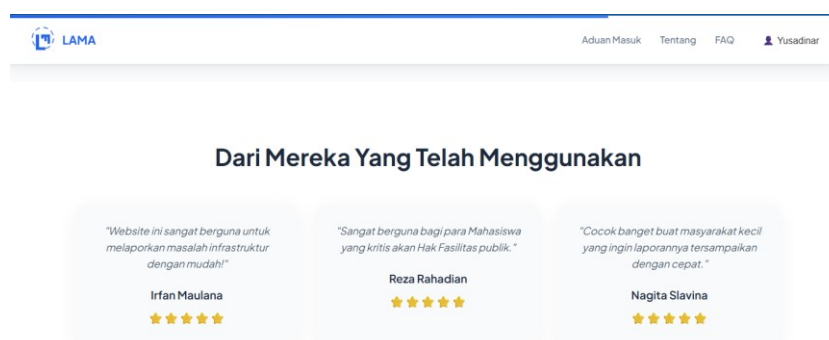 LAMA
Aduan Masuk Tentang FAQ Yusadinar
Dari Mereka Yang Telah Menggunakan
"Website ini sangat berguna untuk
melaporkan masalah infrastruktur
dengan mudah!"
Irfan Maulana
"Sangat berguna bagi para Mahasiswa
yang kritis akan Hak Fasilitas publik."
Reza Rahadian
"Cocok banget buat masyarakat kecil
yang ingin laporannya tersampaikan
dengan cepat."
Nagita Slavina